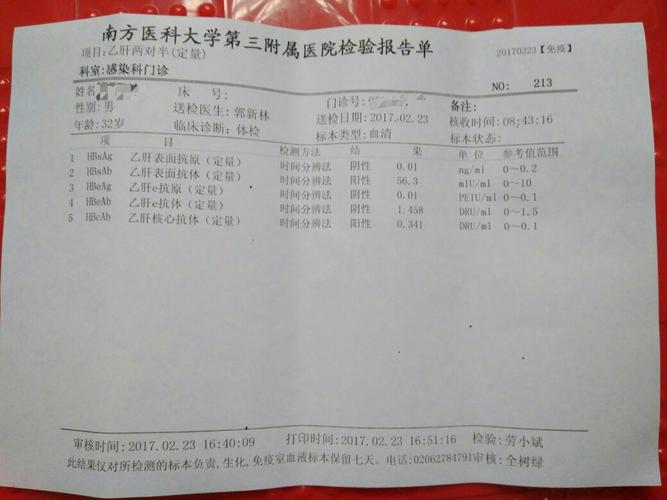 南方医科大学第三附属医院检验报告单
项目:乙肝两对半(定量) 20170223【免疫】
科室:感染科门诊 NO: 213
姓名 床 号: 门诊号: 备注:
性别:男 送检医生:郭新林 送检日期:2017.02.23 核收时间:08:43:16
年龄:32岁 临床诊断:体检 标本类型:血清 标本状态:
项 目 检测方法 结 果 单 位 参考值范围
1 HBsAg 乙肝表面抗原 (定量) 时间分辨法 阴性 0.01 ng/ml 0~0.2
2 HBsAb 乙肝表面抗体 (定量) 时间分辨法 阳性 56.3 mIU/ml 0~10
3 HBeAg 乙肝e抗原 (定量) 时间分辨法 阴性 0.01 PEIU/ml 0~0.1
4 HBeAb 乙肝e抗体 (定量) 时间分辨法 阴性 1.458 DRU/ml 0~1.5
5 HBcAb 乙肝核心抗体 (定量) 时间分辨法 阳性 0.341 DRU/ml 0~0.1
审核时间:2017.02.23 16:40:09 打印时间:2017.02.23 16:51:16 检验:劳小斌
此结果仅对所检测的标本负责,生化,免疫室血液标本保留七天。电话:02062784791审核:全树绿